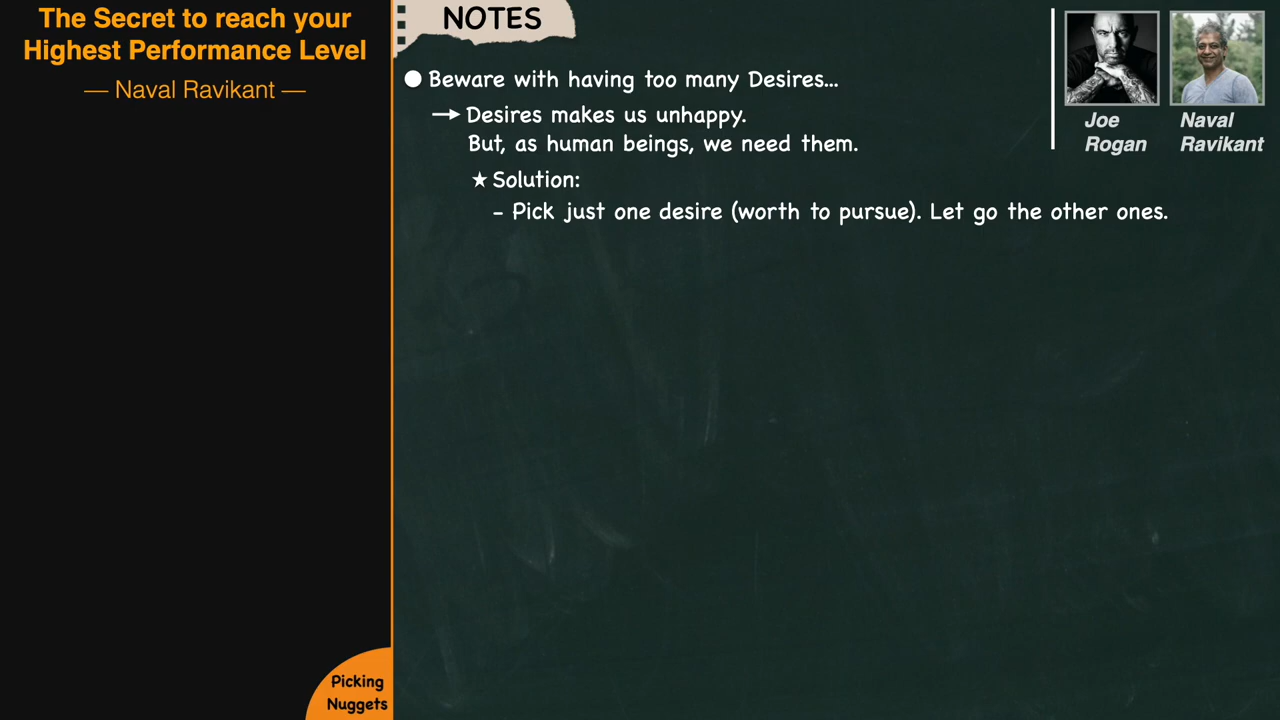 The Secret to reach your
Highest Performance Level
— Naval Ravikant —
NOTES
Beware with having too many Desires...
→ Desires makes us unhappy.
But, as human beings, we need them.
★ Solution:
- Pick just one desire (worth to pursue). Let go the other ones.
Joe
Rogan
Naval
Ravikant
Picking
Nuggets